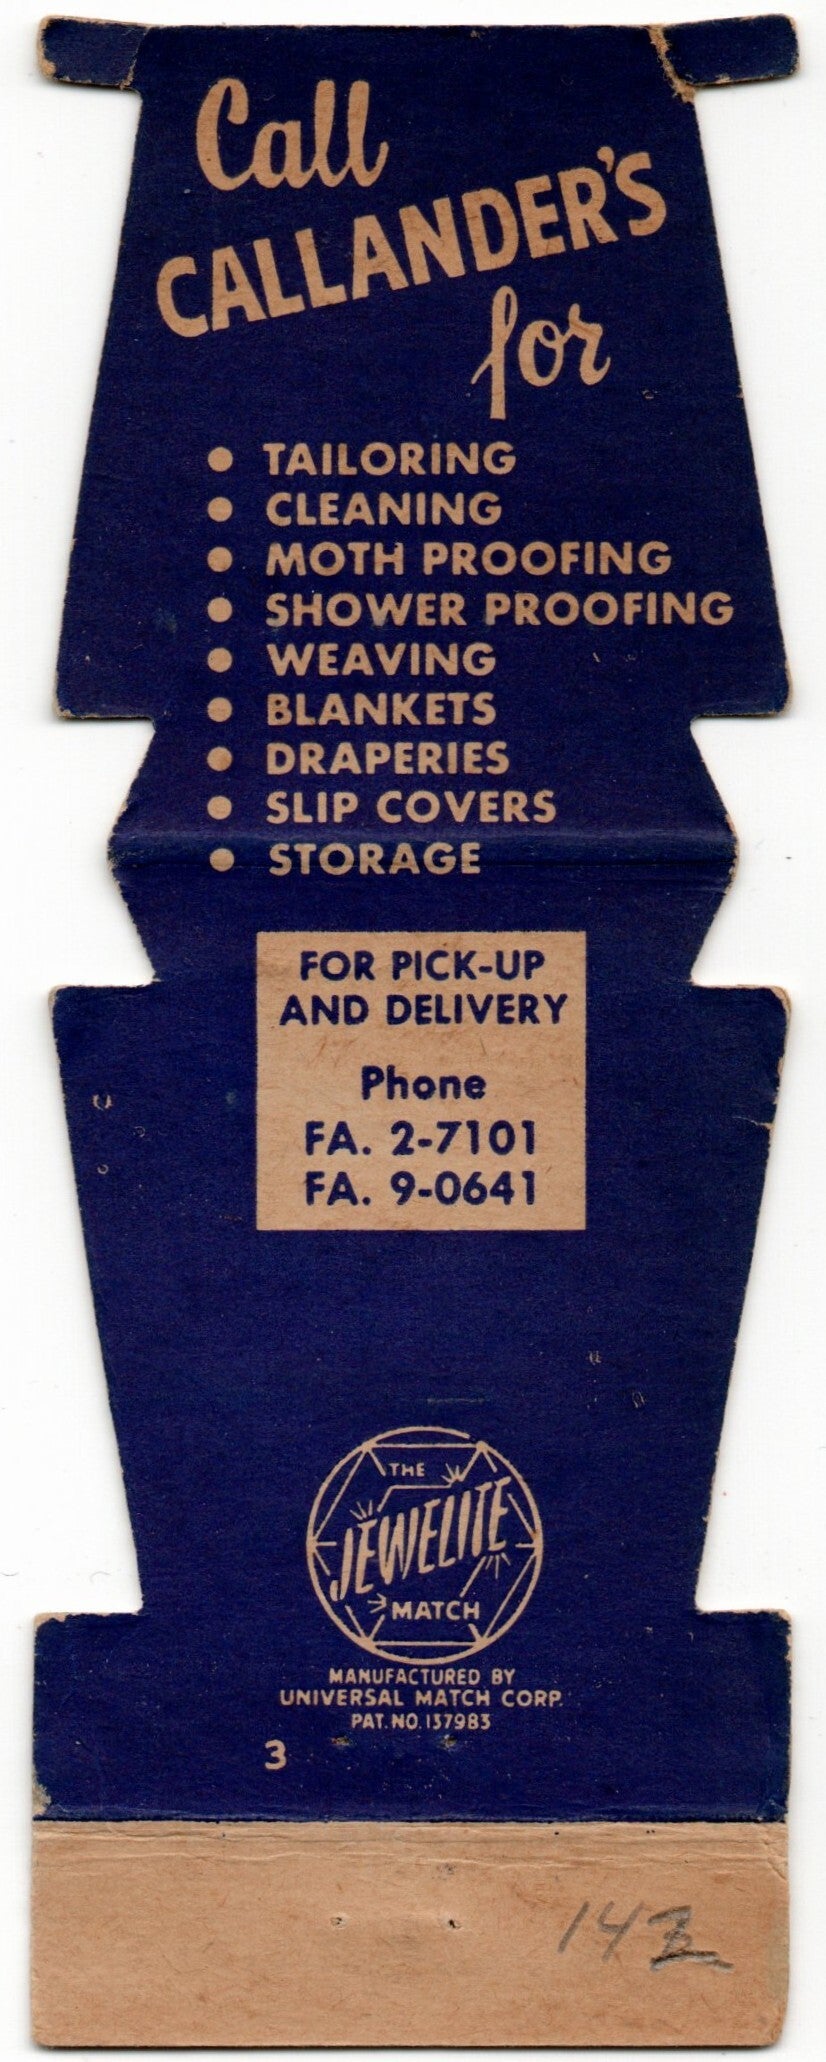 Call
CALLANDER'S
for
• TAILORING
• CLEANING
• MOTH PROOFING
• SHOWER PROOFING
• WEAVING
• BLANKETS
• DRAPERIES
• SLIP COVERS
• STORAGE
FOR PICK-UP
AND DELIVERY
Phone
FA. 2-7101
FA. 9-0641
THE
JEWELITE
MATCH
MANUFACTURED BY
UNIVERSAL MATCH CORP.
PAT. NO. 137983
3